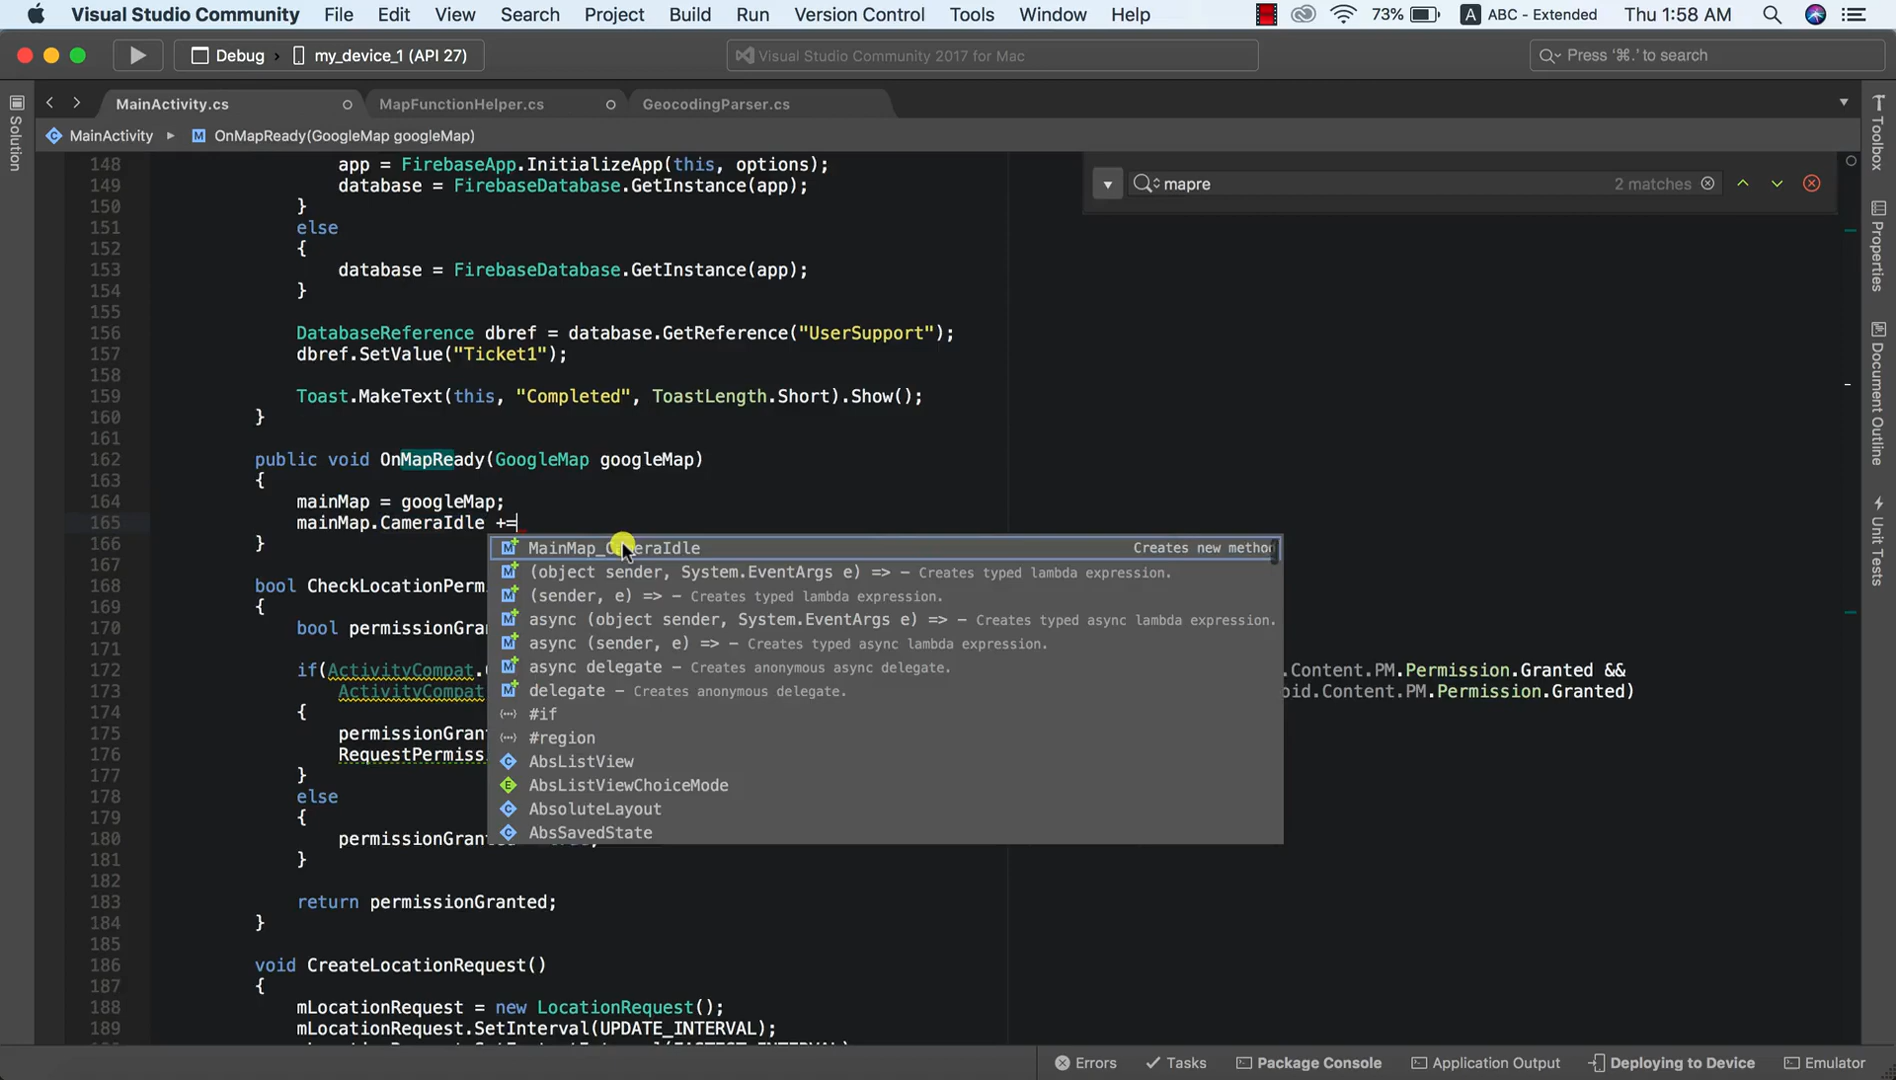 Visual Studio Community File Edit View Search Project Build Run Version Control Tools Window Help 73% A ABC - Extended Thu 1:58 AM
Debug my_device_1 (API 27) Visual Studio Community 2017 for Mac Press '⌘.' to search
MainActivity.cs MapFunctionHelper.cs GeocodingParser.cs
MainActivity OnMapReady(GoogleMap googleMap)
Solution
Toolbox
Properties
Document Outline
Unit Tests
mapre 2 matches
148 app = FirebaseApp.InitializeApp(this, options);
149 database = FirebaseDatabase.GetInstance(app);
150 }
151 else
152 {
153 database = FirebaseDatabase.GetInstance(app);
154 }
155
156 DatabaseReference dbref = database.GetReference("UserSupport");
157 dbref.SetValue("Ticket1");
158
159 Toast.MakeText(this, "Completed", ToastLength.Short).Show();
160 }
161
162 public void OnMapReady(GoogleMap googleMap)
163 {
164 mainMap = googleMap;
165 mainMap.CameraIdle +=
166 }
167
168 bool CheckLocationPermi
169 {
170 bool permissionGran
171
172 if(ActivityCompat. .Content.PM.Permission.Granted &&
173 ActivityCompat oid.Content.PM.Permission.Granted)
174 {
175 permissionGran
176 RequestPermiss
177 }
178 else
179 {
180 permissionGran
181 }
182
183 return permissionGranted;
184 }
185
186 void CreateLocationRequest()
187 {
188 mLocationRequest = new LocationRequest();
189 mLocationRequest.SetInterval(UPDATE_INTERVAL);
MainMap_CameraIdle Creates new method
(object sender, System.EventArgs e) => – Creates typed lambda expression.
(sender, e) => – Creates typed lambda expression.
async (object sender, System.EventArgs e) => – Creates typed async lambda expression.
async (sender, e) => – Creates typed async lambda expression.
async delegate – Creates anonymous async delegate.
delegate – Creates anonymous delegate.
#if
#region
AbsListView
AbsListViewChoiceMode
AbsoluteLayout
AbsSavedState
Errors Tasks Package Console Application Output Deploying to Device Emulator